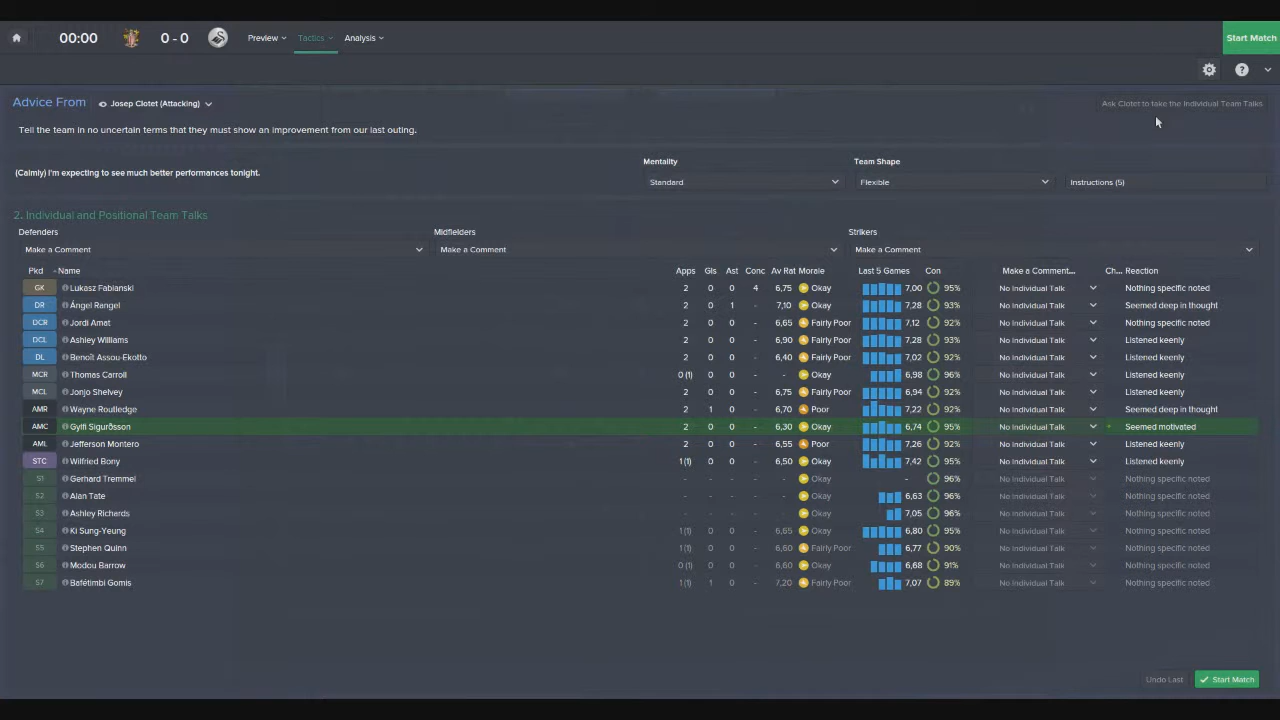 00:00 0 - 0 Preview Tactics Analysis Start Match
Advice From Josep Clotet (Attacking) Ask Clotet to take the Individual Team Talks
Tell the team in no uncertain terms that they must show an improvement from our last outing.
Mentality Team Shape
(Calmly) I'm expecting to see much better performances tonight.
Standard Flexible Instructions (5)
2. Individual and Positional Team Talks
Defenders Midfielders Strikers
Make a Comment Make a Comment Make a Comment
Pkd Name Apps Gls Ast Conc Av Rat Morale Last 5 Games Con Make a Comment... Ch... Reaction
GK Lukasz Fabianski 2 0 0 4 6,75 Okay 7,00 95% No Individual Talk Nothing specific noted
DR Ángel Rangel 2 0 1 - 7,10 Okay 7,28 93% No Individual Talk Seemed deep in thought
DCR Jordi Amat 2 0 0 - 6,65 Fairly Poor 7,12 92% No Individual Talk Nothing specific noted
DCL Ashley Williams 2 0 0 - 6,90 Fairly Poor 7,28 93% No Individual Talk Listened keenly
DL Benoît Assou-Ekotto 2 0 0 - 6,40 Fairly Poor 7,02 92% No Individual Talk Listened keenly
MCR Thomas Carroll 0 (1) 0 0 - - Okay 6,98 96% No Individual Talk Listened keenly
MCL Jonjo Shelvey 2 0 0 - 6,75 Fairly Poor 6,94 92% No Individual Talk Listened keenly
AMR Wayne Routledge 2 1 0 - 6,70 Poor 7,22 92% No Individual Talk Seemed deep in thought
AMC Gylfi Sigurðsson 2 0 0 - 6,30 Okay 6,74 95% No Individual Talk Seemed motivated
AML Jefferson Montero 2 0 0 - 6,55 Poor 7,26 92% No Individual Talk Listened keenly
STC Wilfried Bony 1 (1) 0 0 - 6,50 Okay 7,42 95% No Individual Talk Listened keenly
S1 Gerhard Tremmel - - - - - Okay - 96% No Individual Talk Nothing specific noted
S2 Alan Tate - - - - - Okay 6,63 96% No Individual Talk Nothing specific noted
S3 Ashley Richards - - - - - Okay 7,05 96% No Individual Talk Nothing specific noted
S4 Ki Sung-Yeung 1 (1) 0 0 - 6,65 Okay 6,80 95% No Individual Talk Nothing specific noted
S5 Stephen Quinn 1 (1) 0 0 - 6,60 Fairly Poor 6,77 90% No Individual Talk Nothing specific noted
S6 Modou Barrow 0 (1) 0 0 - 6,60 Okay 6,68 91% No Individual Talk Nothing specific noted
S7 Bafétimbi Gomis 1 (1) 1 0 - 7,20 Fairly Poor 7,07 89% No Individual Talk Nothing specific noted
Undo Last Start Match